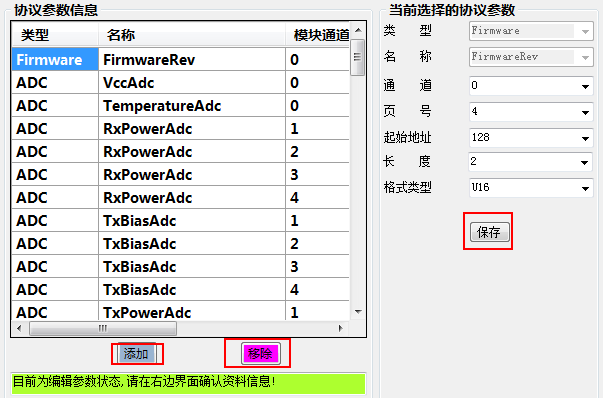 协议参数信息
类型 名称 模块通道
Firmware FirmwareRev 0
ADC VccAdc 0
ADC TemperatureAdc 0
ADC RxPowerAdc 1
ADC RxPowerAdc 2
ADC RxPowerAdc 3
ADC RxPowerAdc 4
ADC TxBiasAdc 1
ADC TxBiasAdc 2
ADC TxBiasAdc 3
ADC TxBiasAdc 4
ADC TxPowerAdc 1
添加 移除
目前为编辑参数状态,请在右边界面确认资料信息!
当前选择的协议参数
类 型 Firmware
名 称 FirmwareRev
通 道 0
页 号 4
起始地址 128
长 度 2
格式类型 U16
保存